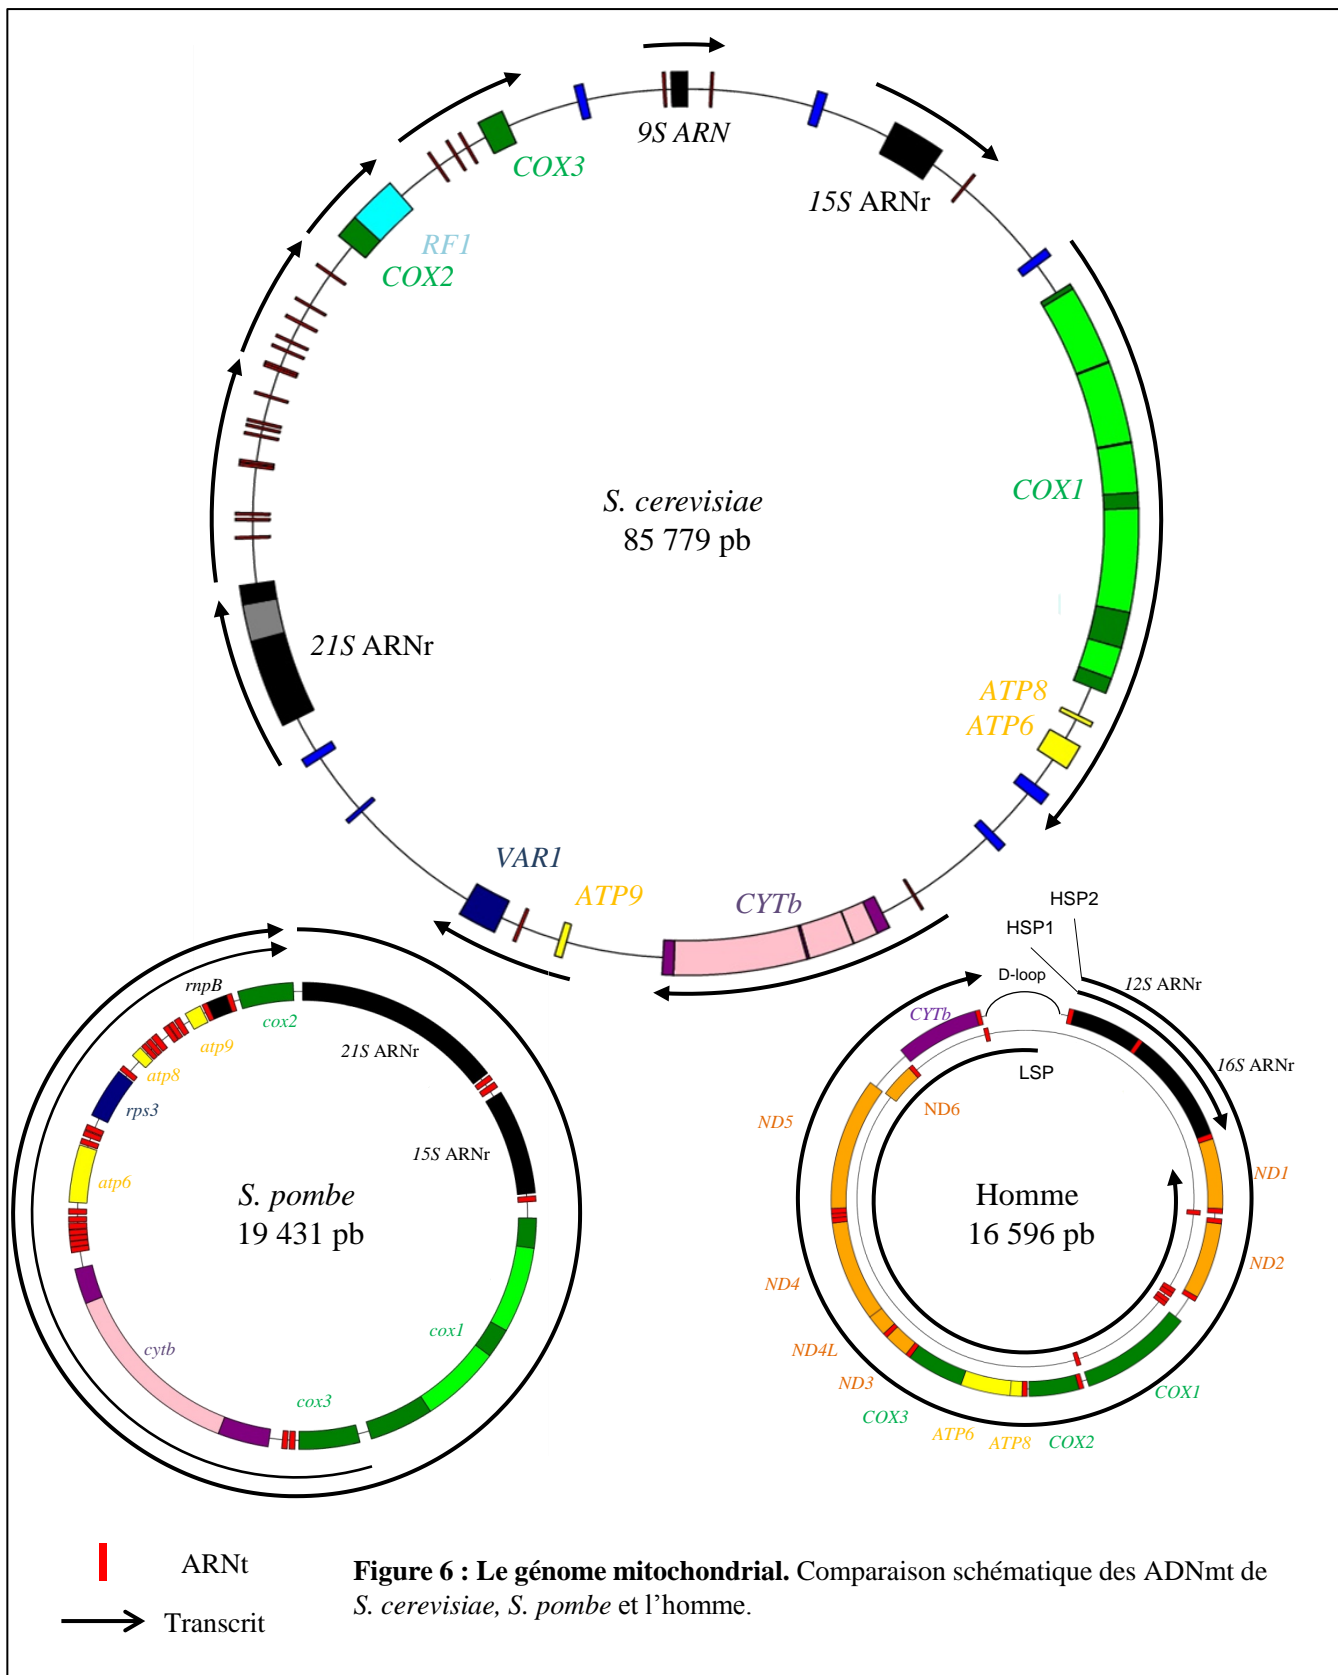 9S ARN
COX3
15S ARNr
RF1
COX2
COX1
S. cerevisiae
85 779 pb
21S ARNr
ATP8
ATP6
VAR1
ATP9
CYTb
HSP2
HSP1
D-loop
12S ARNr
rnpB
cox2
CYTb
atp9
21S ARNr
16S ARNr
atp8
LSP
rps3
ND6
ND5
15S ARNr
ND1
atp6
S. pombe
19 431 pb
Homme
16 596 pb
ND2
ND4
cox1
cytb
ND4L
ND3
COX1
cox3
COX3
ATP6
ATP8
COX2
ARNt
Transcrit
Figure 6 : Le génome mitochondrial. Comparaison schématique des ADNmt de
S. cerevisiae, S. pombe et l’homme.